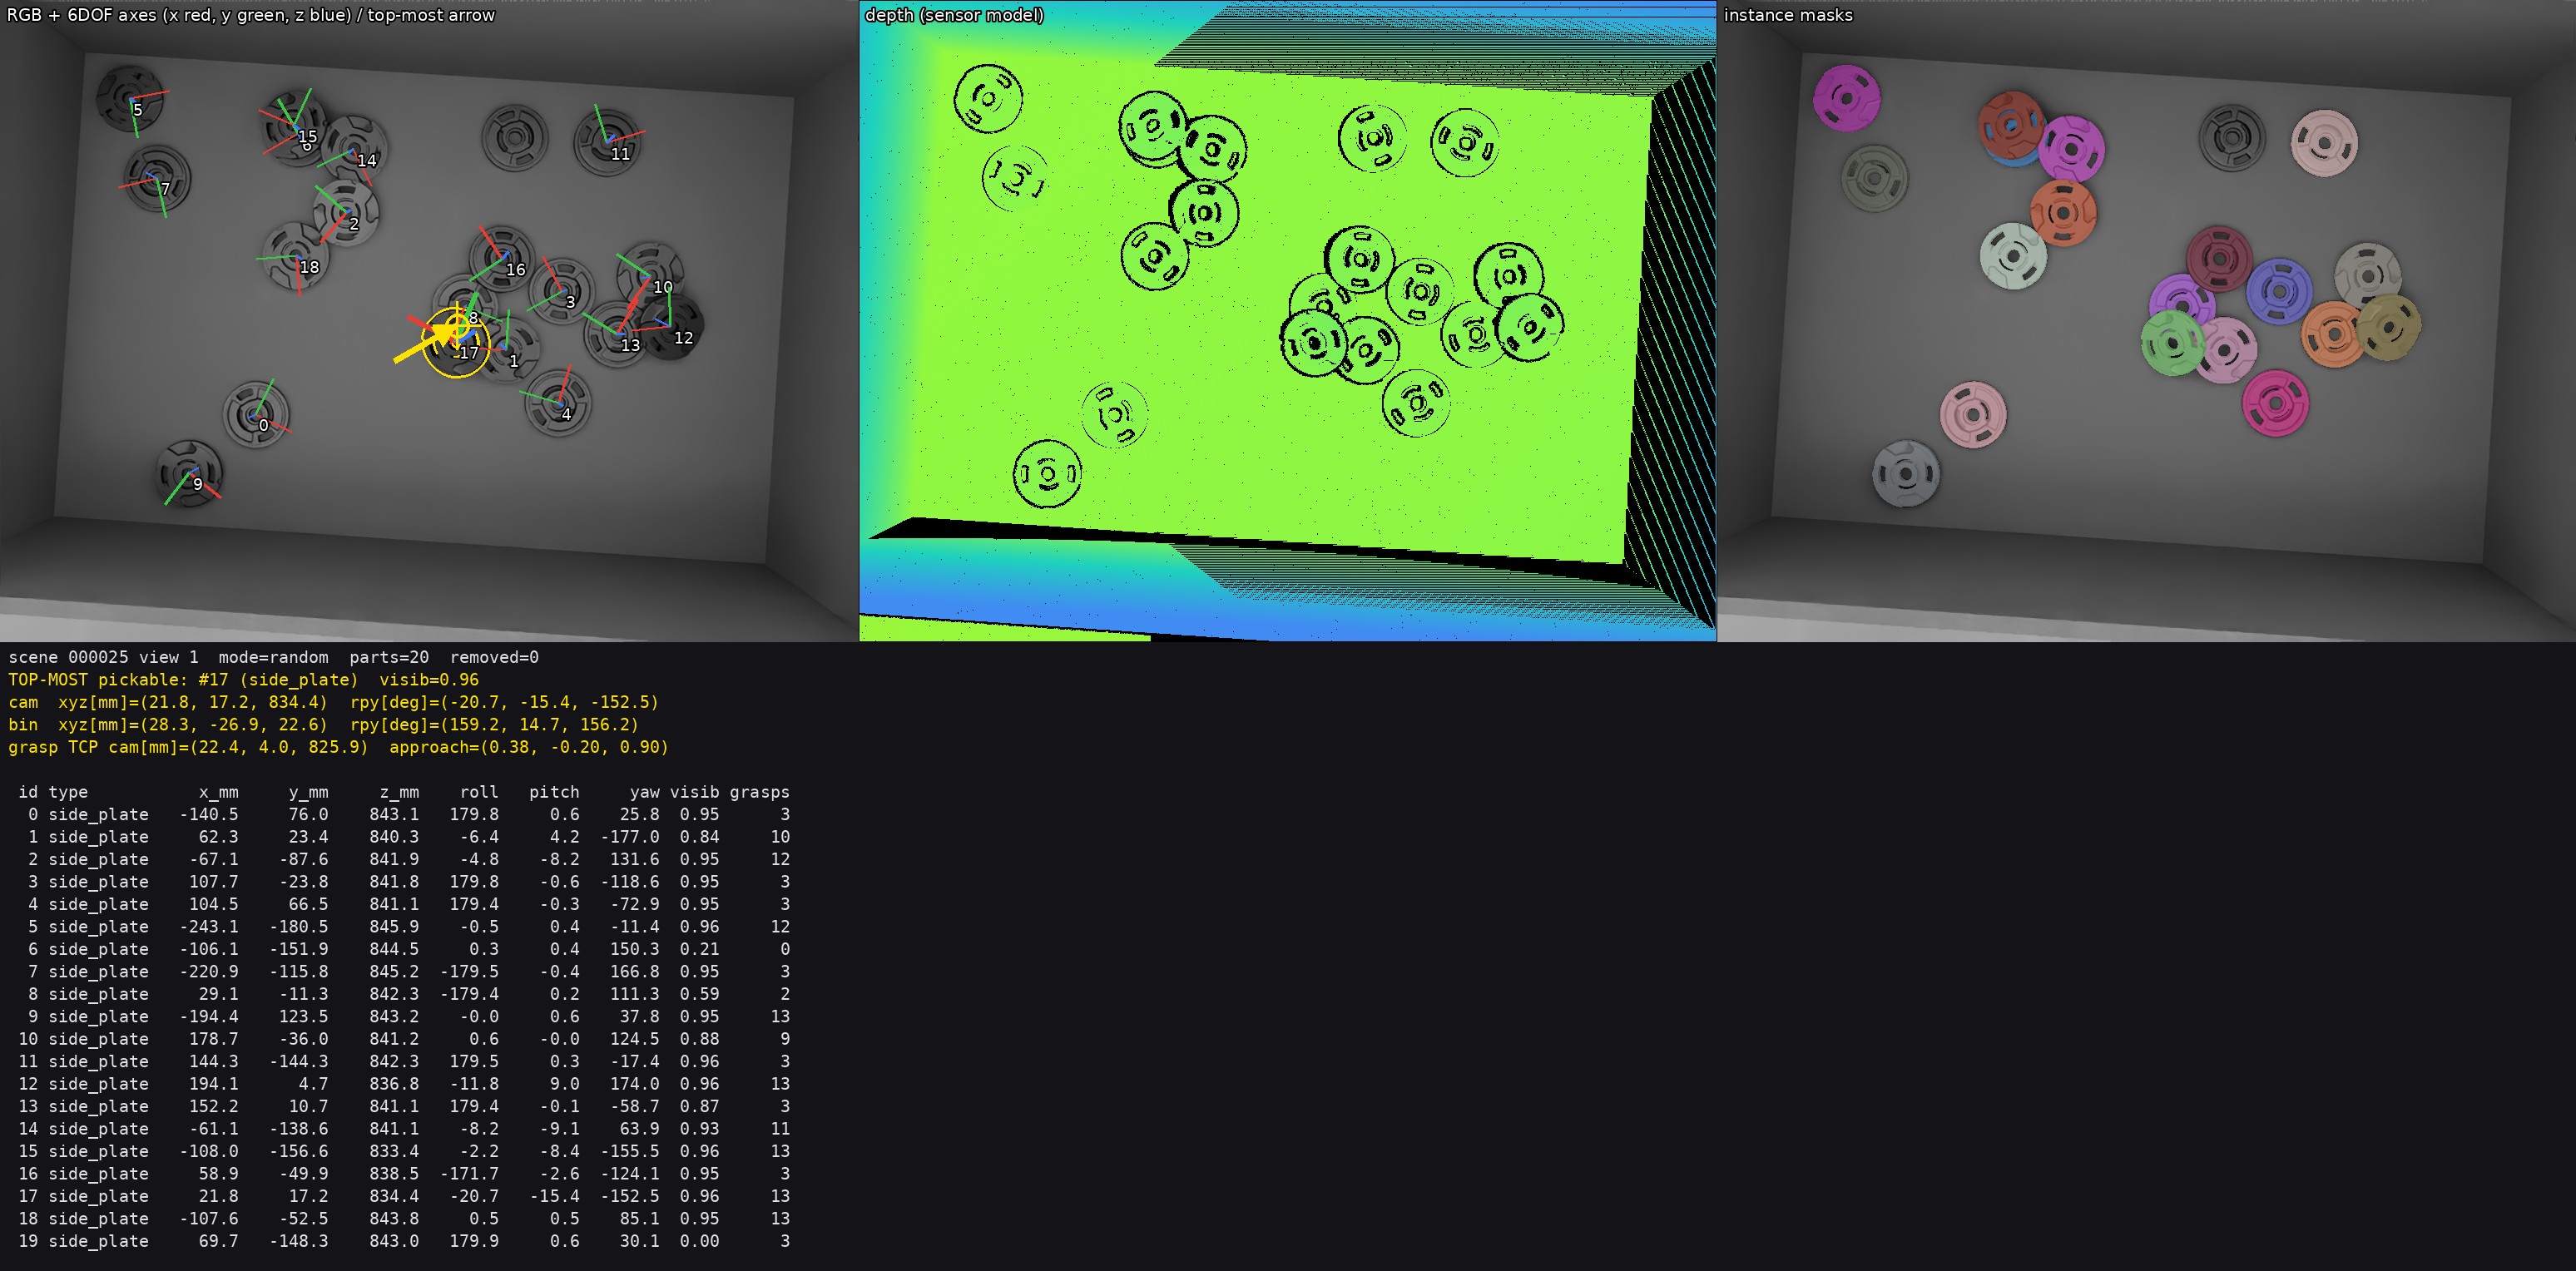 RGB + 6DOF axes (x red, y green, z blue) / top-most arrow
depth (sensor model)
instance masks
5
15
6
14
11
7
2
18
16
3
10
8
12
13
17
1
4
0
9
scene 000025 view 1 mode=random parts=20 removed=0
TOP-MOST pickable: #17 (side_plate) visib=0.96
cam xyz[mm]=(21.8, 17.2, 834.4) rpy[deg]=(-20.7, -15.4, -152.5)
bin xyz[mm]=(28.3, -26.9, 22.6) rpy[deg]=(159.2, 14.7, 156.2)
grasp TCP cam[mm]=(22.4, 4.0, 825.9) approach=(0.38, -0.20, 0.90)
id type x_mm y_mm z_mm roll pitch yaw visib grasps
0 side_plate -140.5 76.0 843.1 179.8 0.6 25.8 0.95 3
1 side_plate 62.3 23.4 840.3 -6.4 4.2 -177.0 0.84 10
2 side_plate -67.1 -87.6 841.9 -4.8 -8.2 131.6 0.95 12
3 side_plate 107.7 -23.8 841.8 179.8 -0.6 -118.6 0.95 3
4 side_plate 104.5 66.5 841.1 179.4 -0.3 -72.9 0.95 3
5 side_plate -243.1 -180.5 845.9 -0.5 0.4 -11.4 0.96 12
6 side_plate -106.1 -151.9 844.5 0.3 0.4 150.3 0.21 0
7 side_plate -220.9 -115.8 845.2 -179.5 -0.4 166.8 0.95 3
8 side_plate 29.1 -11.3 842.3 -179.4 0.2 111.3 0.59 2
9 side_plate -194.4 123.5 843.2 -0.0 0.6 37.8 0.95 13
10 side_plate 178.7 -36.0 841.2 0.6 -0.0 124.5 0.88 9
11 side_plate 144.3 -144.3 842.3 179.5 0.3 -17.4 0.96 3
12 side_plate 194.1 4.7 836.8 -11.8 9.0 174.0 0.96 13
13 side_plate 152.2 10.7 841.1 179.4 -0.1 -58.7 0.87 3
14 side_plate -61.1 -138.6 841.1 -8.2 -9.1 63.9 0.93 11
15 side_plate -108.0 -156.6 833.4 -2.2 -8.4 -155.5 0.96 13
16 side_plate 58.9 -49.9 838.5 -171.7 -2.6 -124.1 0.95 3
17 side_plate 21.8 17.2 834.4 -20.7 -15.4 -152.5 0.96 13
18 side_plate -107.6 -52.5 843.8 0.5 0.5 85.1 0.95 13
19 side_plate 69.7 -148.3 843.0 179.9 0.6 30.1 0.00 3